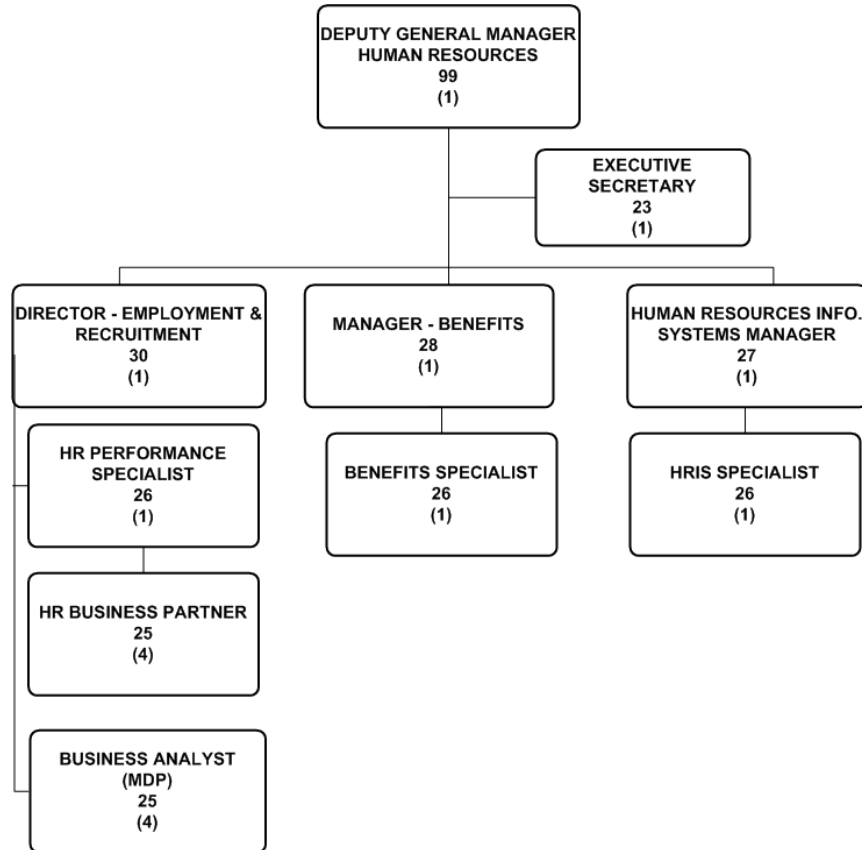 DEPUTY GENERAL MANAGER
HUMAN RESOURCES
99
(1)
EXECUTIVE
SECRETARY
23
(1)
DIRECTOR - EMPLOYMENT &
RECRUITMENT
30
(1)
MANAGER - BENEFITS
28
(1)
HUMAN RESOURCES INFO.
SYSTEMS MANAGER
27
(1)
HR PERFORMANCE
SPECIALIST
26
(1)
BENEFITS SPECIALIST
26
(1)
HRIS SPECIALIST
26
(1)
HR BUSINESS PARTNER
25
(4)
BUSINESS ANALYST
(MDP)
25
(4)